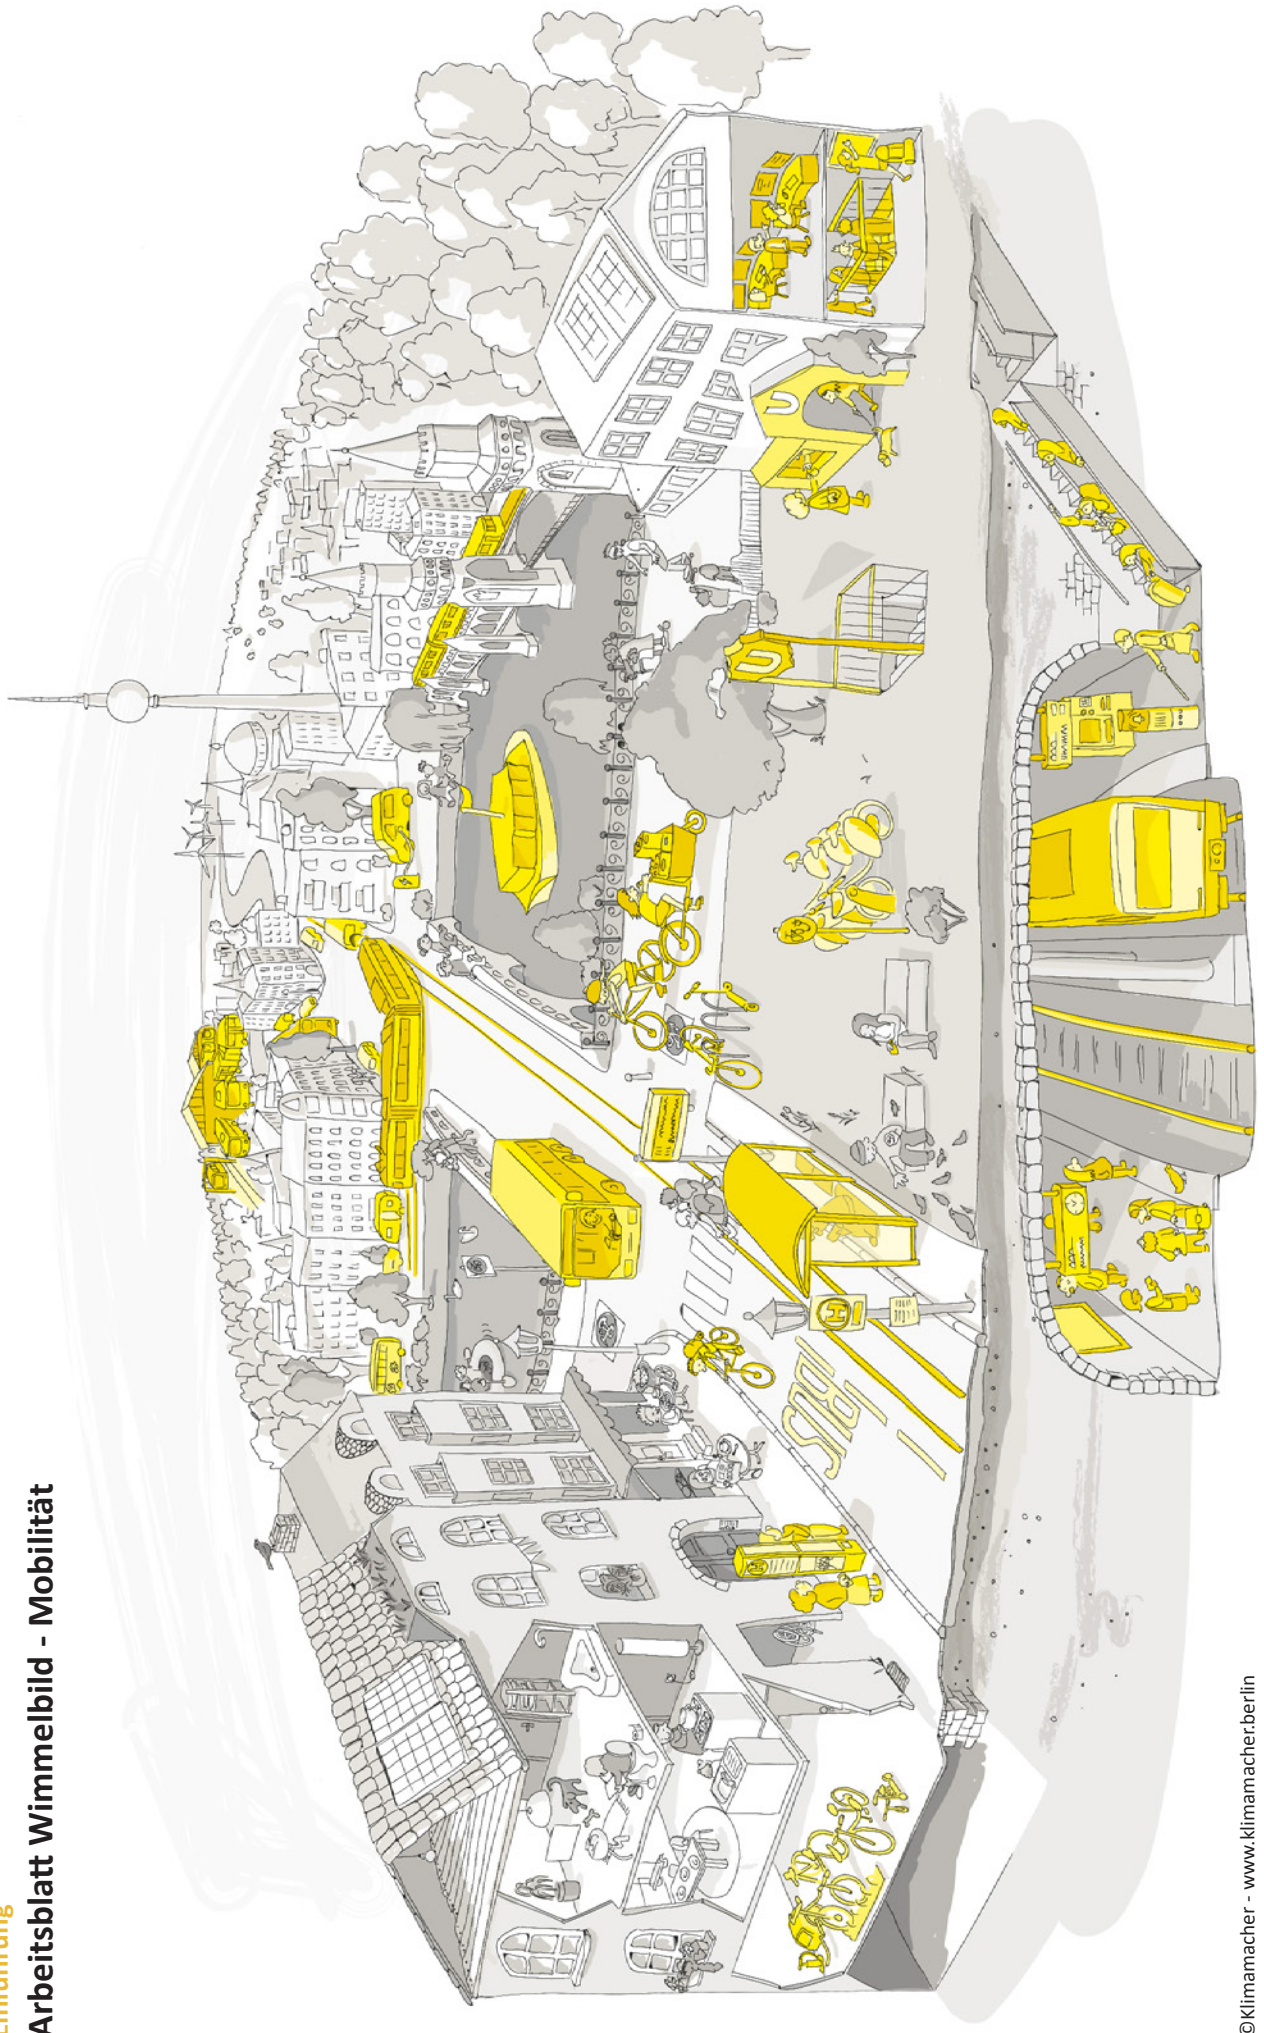 Einführung
Arbeitsblatt Wimmelbild - Mobilität
U
U
H
BUS
H
©Klimamacher - www.klimamacher.berlin